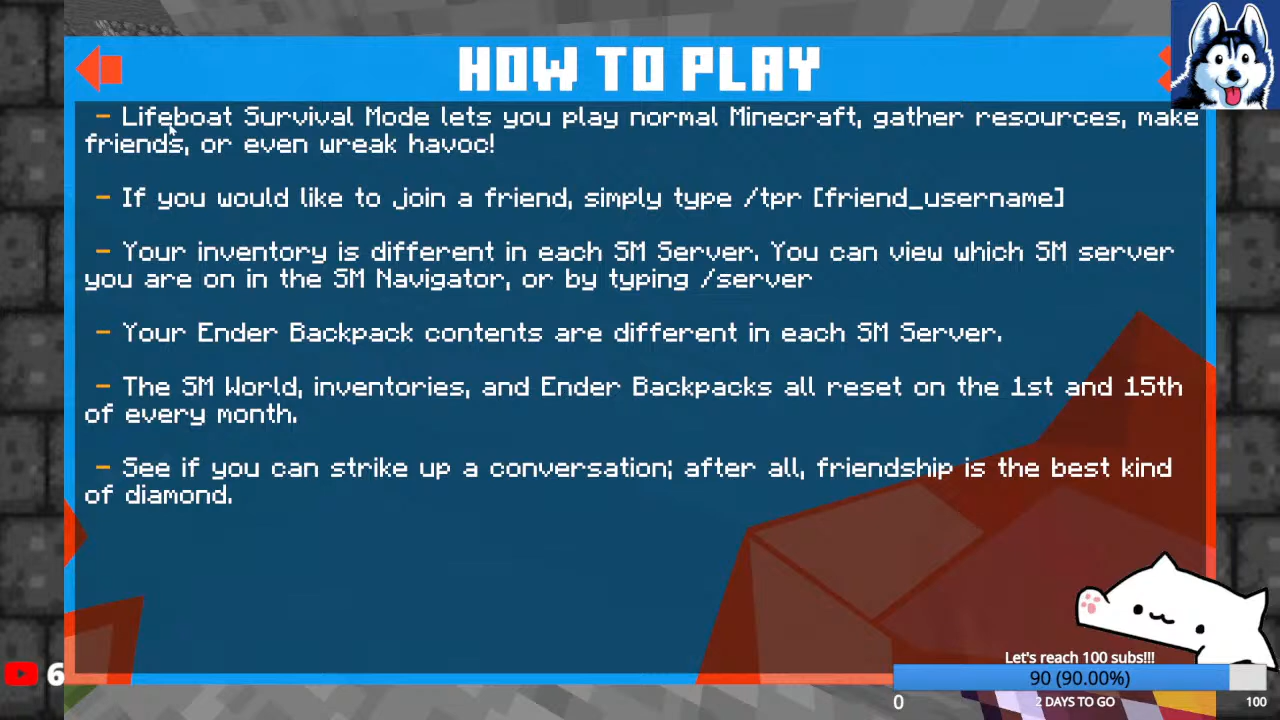 HOW TO PLAY
- Lifeboat Survival Mode lets you play normal Minecraft, gather resources, make
friends, or even wreak havoc!
- If you would like to join a friend, simply type /tpr [friend_username]
- Your inventory is different in each SM Server. You can view which SM server
you are on in the SM Navigator, or by typing /server
- Your Ender Backpack contents are different in each SM Server.
- The SM World, inventories, and Ender Backpacks all reset on the 1st and 15th
of every month.
- See if you can strike up a conversation; after all, friendship is the best kind
of diamond.
Let's reach 100 subs!!!
6
90 (90.00%)
0
2 DAYS TO GO
100